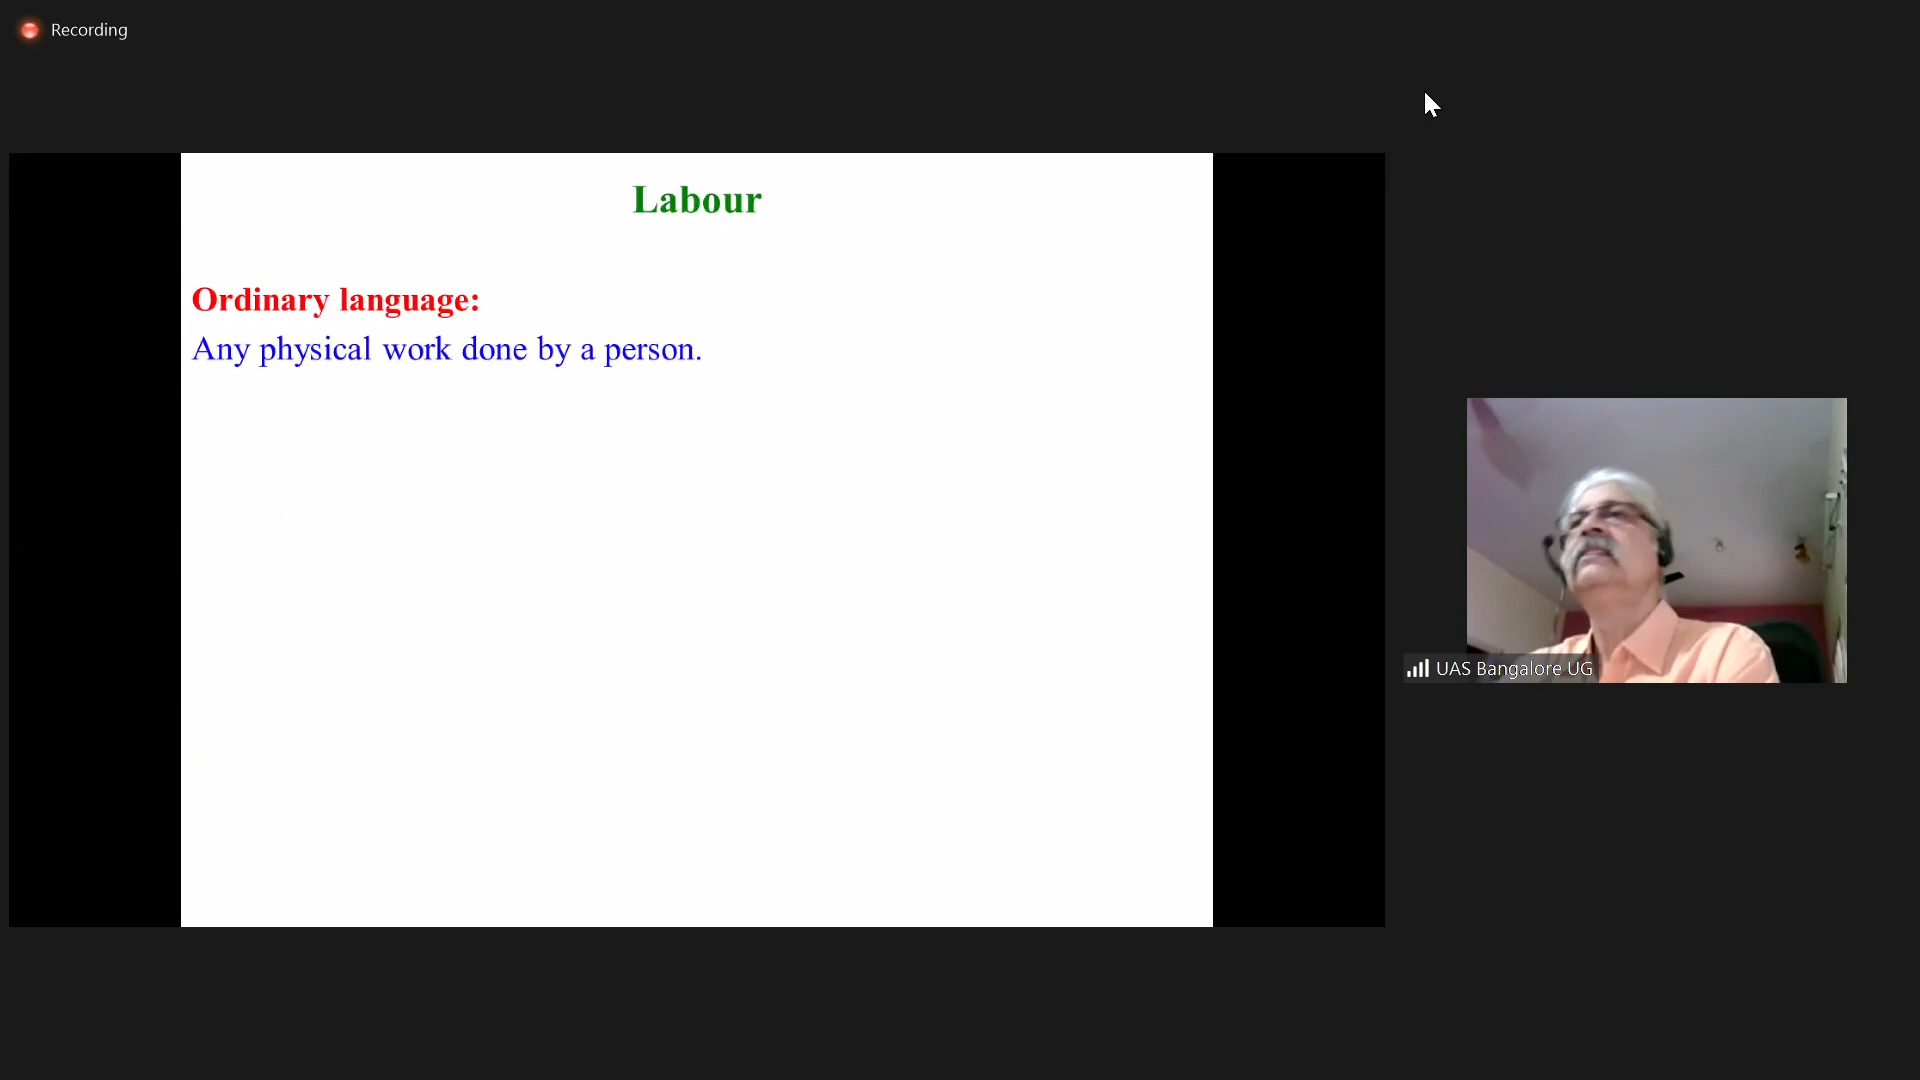 Recording
Labour
Ordinary language:
Any physical work done by a person.
UAS Bangalore UG